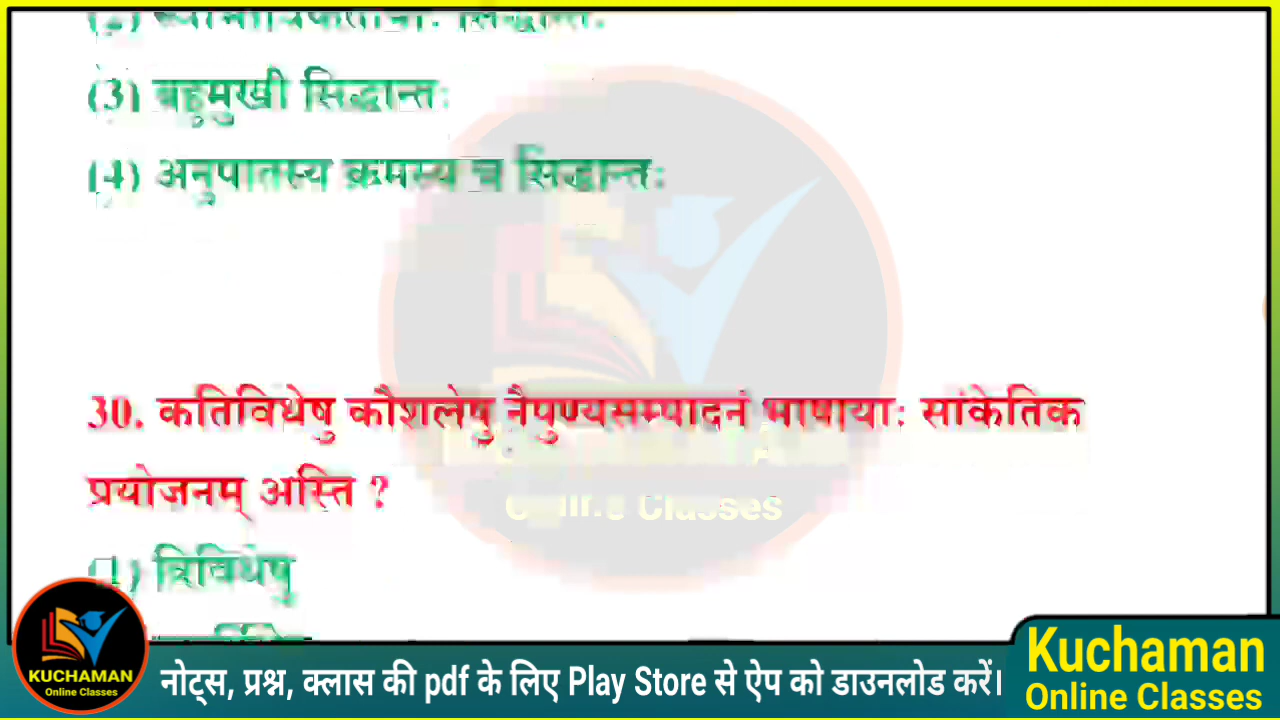 (3) बहुमुखी सिद्धान्तः
(4) अनुपातस्य क्रमस्य च सिद्धान्तः
30. कतिविधेषु कौशलेषु नैपुण्यसम्पादनं भाषायाः सांकेतिक
प्रयोजनम् अस्ति ?
Classes
(1) त्रिविधेषु
KUCHAMAN
Online Classes
नोट्स, प्रश्न, क्लास की pdf के लिए Play Store से ऐप को डाउनलोड करें।
Kuchaman
Online Classes